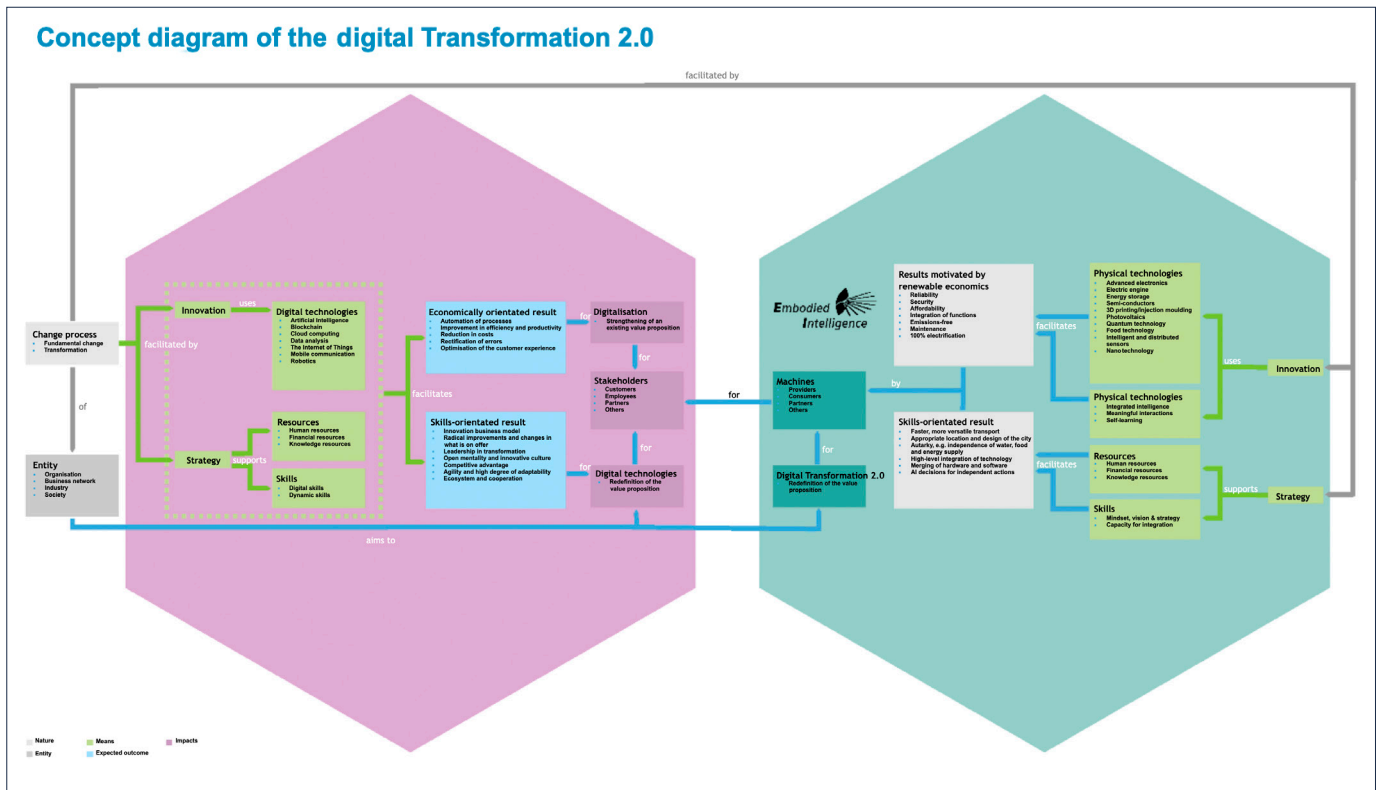 Concept diagram of the digital Transformation 2.0
facilitated by
Change process
Fundamental change
Transformation
of
Entity
Organisation
Business network
Industry
Society
facilitated by
Innovation
uses
Digital technologies
Artificial Intelligence
Blockchain
Cloud computing
Data analysis
The Internet of Things
Mobile communication
Robotics
Strategy
supports
Resources
Human resources
Financial resources
Knowledge resources
Skills
Digital skills
Dynamic skills
facilitates
Economically orientated result
Automation of processes
Improvement in efficiency and productivity
Reduction in costs
Rectification of errors
Optimisation of the customer experience
Skills-orientated result
Innovation business model
Radical improvements and changes in
what is on offer
Leadership in transformation
Open mentality and innovative culture
Competitive advantage
Agility and high degree of adaptability
Ecosystem and cooperation
for
Digitalisation
Strengthening of an
existing value proposition
for
Stakeholders
Customers
Employees
Partners
Others
for
for
Digital technologies
Redefinition of the
value proposition
aims to
for
Embodied
Intelligence
Machines
Providers
Consumers
Partners
Others
by
for
Digital Transformation 2.0
Redefinition of the value
proposition
Results motivated by
renewable economics
Reliability
Security
Affordability
Integration of functions
Emissions-free
Maintenance
100% electrification
Skills-orientated result
Faster, more versatile transport
Appropriate location and design of the city
Autarky, e.g. independence of water, food
and energy supply
High-level integration of technology
Merging of hardware and software
AI decisions for independent actions
facilitates
Physical technologies
Advanced electronics
Electric engine
Energy storage
Semi-conductors
3D printing/injection moulding
Photovoltaics
Quantum technology
Food technology
Intelligent and distributed
sensors
Nanotechnology
Physical technologies
Integrated intelligence
Meaningful interactions
Self-learning
uses
Innovation
facilitates
Resources
Human resources
Financial resources
Knowledge resources
Skills
Mindset, vision & strategy
Capacity for integration
supports
Strategy
Nature
Means
Impacts
Entity
Expected outcome